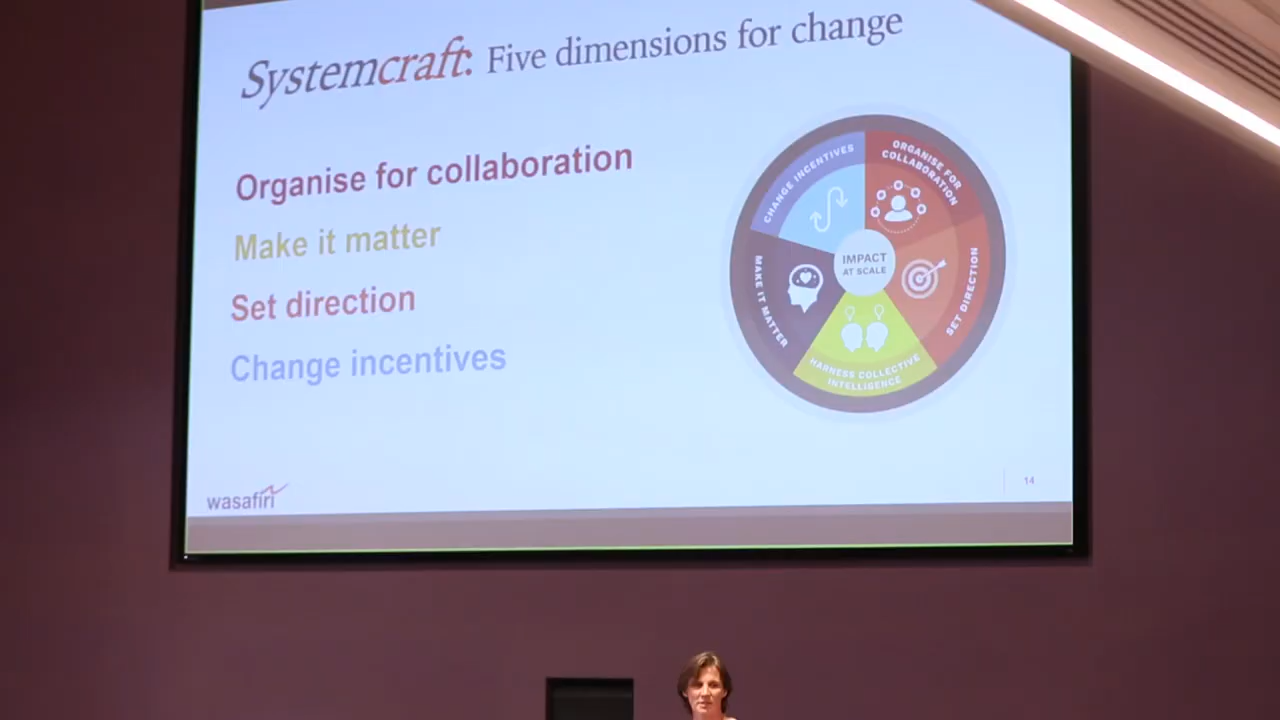 Systemcraft: Five dimensions for change
Organise for collaboration
Make it matter
Set direction
Change incentives
CHANGE INCENTIVES
ORGANISE FOR
COLLABORATION
MAKE IT MATTER
IMPACT
AT SCALE
SET DIRECTION
HARNESS COLLECTIVE
INTELLIGENCE
wasafiri
14